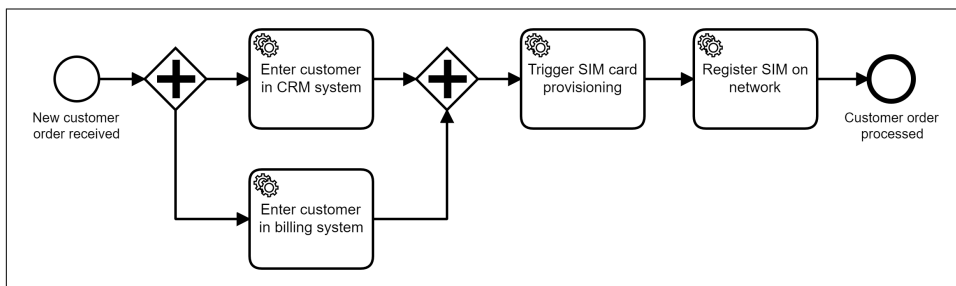 New customer
order received
Enter customer
in CRM system
Enter customer
in billing system
Trigger SIM card
provisioning
Register SIM on
network
Customer order
processed